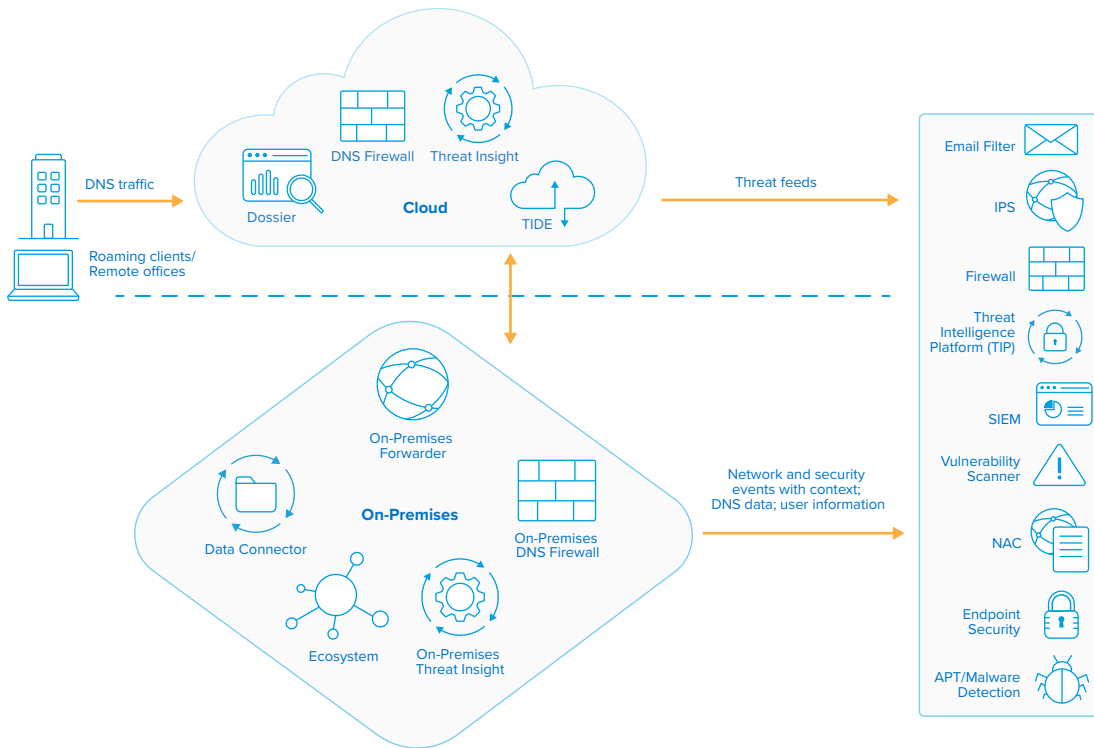 DNS Firewall
Threat Insight
Dossier
Cloud
TIDE
DNS traffic
Roaming clients/
Remote offices
Threat feeds
On-Premises
Forwarder
Data Connector
On-Premises
On-Premises
DNS Firewall
Ecosystem
On-Premises
Threat Insight
Network and security
events with context;
DNS data; user information
Email Filter
IPS
Firewall
Threat
Intelligence
Platform (TIP)
SIEM
Vulnerability
Scanner
NAC
Endpoint
Security
APT/Malware
Detection